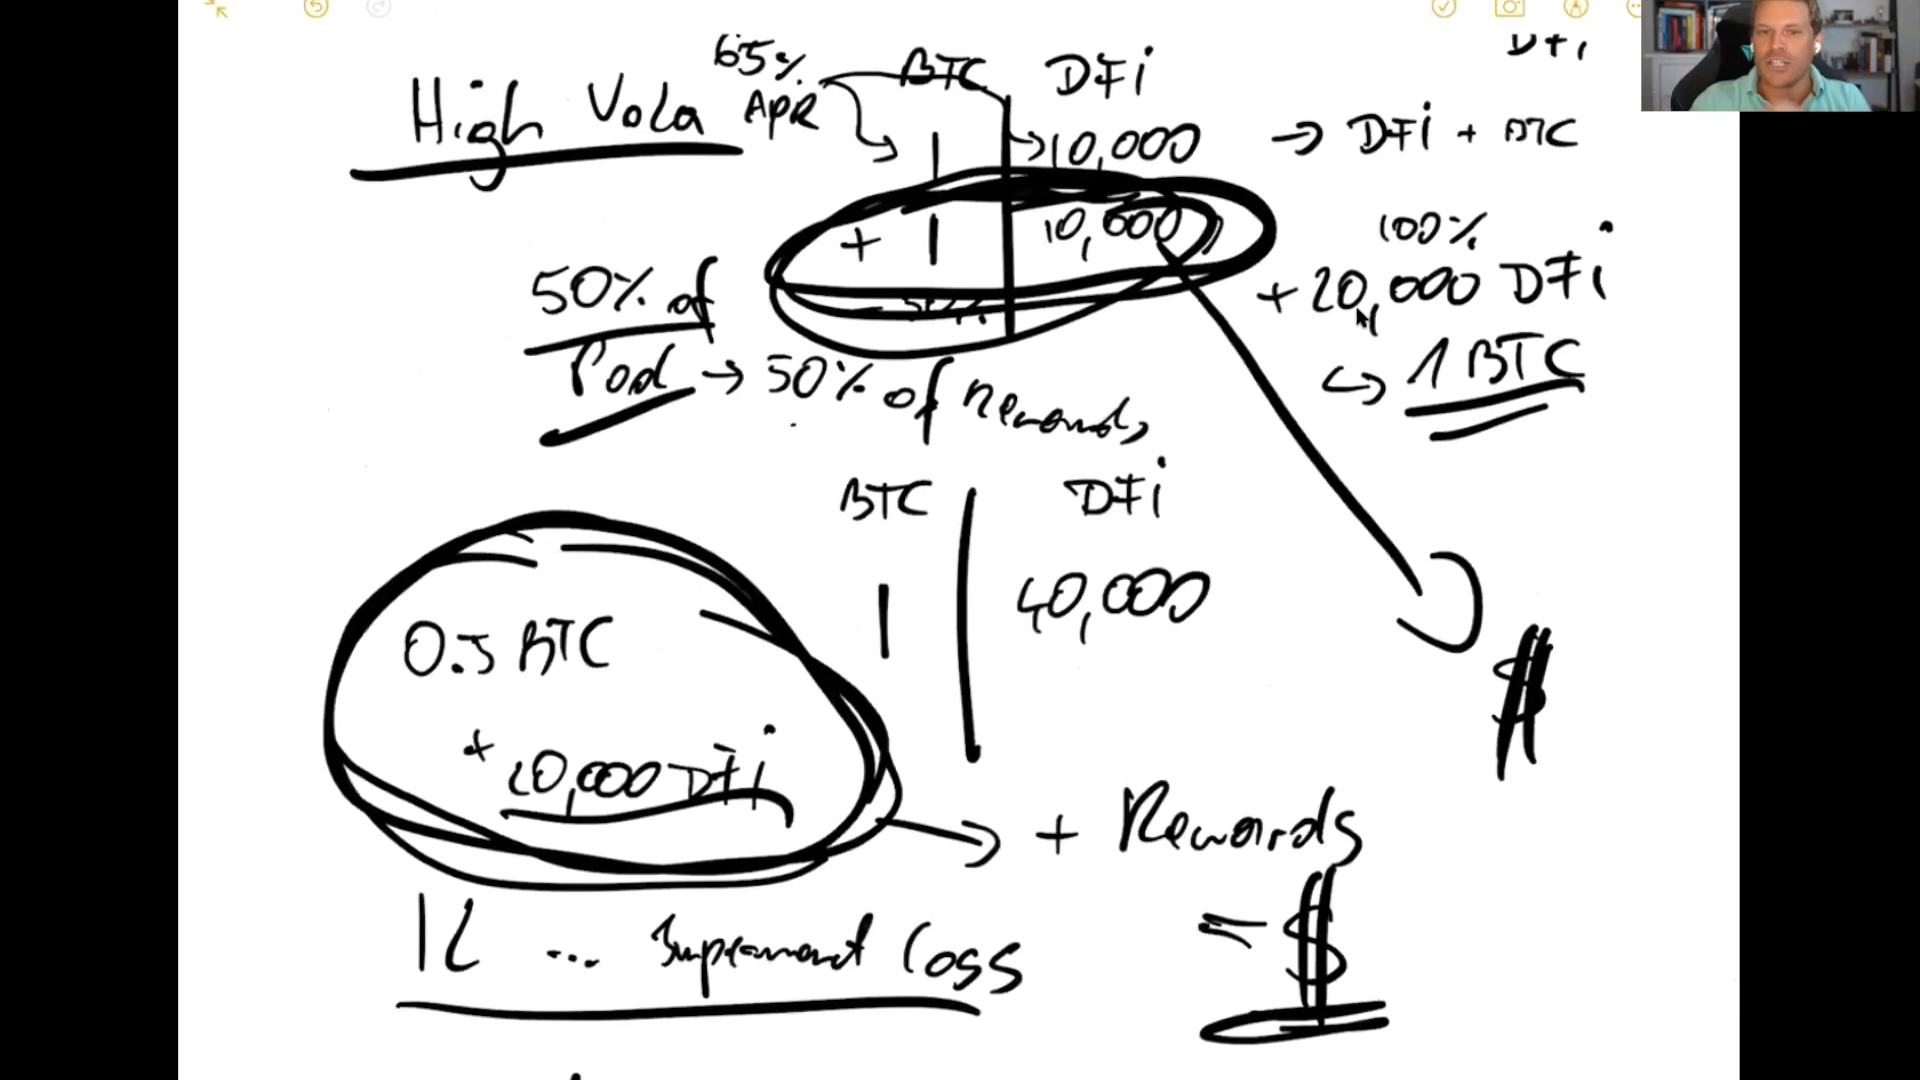 65% BTC DFi DFi
High Vola APR
1 10,000 → DFi + BTC
+ 1 10,000 100%
50% of + 20,000 DFi
Pool → 50% of Rewards ↪ 1 BTC
BTC DFi
1 40,000
0.5 BTC
+ 20,000 DFi $
→ + Rewards
IL ... Impermanent Loss = $